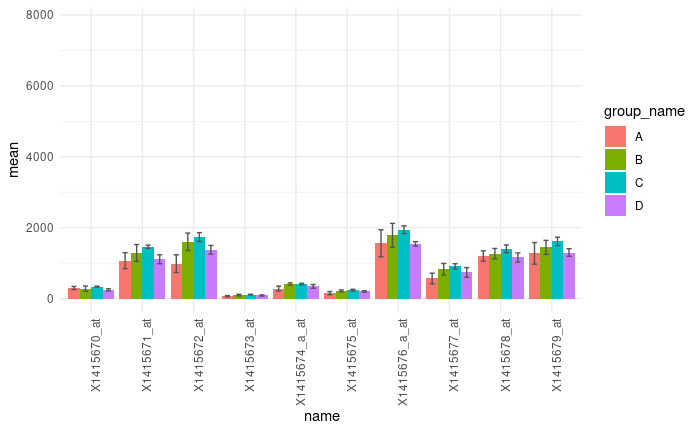 8000
6000
4000
2000
0
mean
X1415670_at
X1415671_at
X1415672_at
X1415673_at
X1415674_a_at
X1415675_at
X1415676_a_at
X1415677_at
X1415678_at
X1415679_at
name
group_name
A
B
C
D